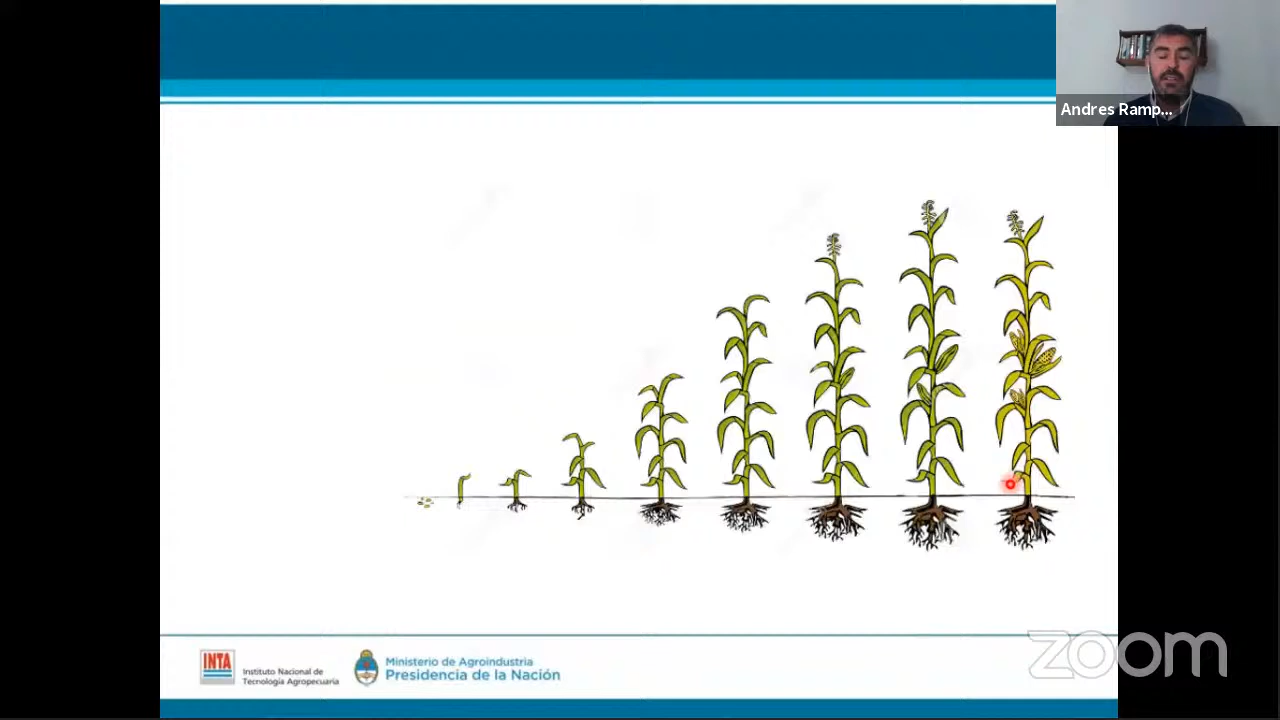 Andres Ramp...
INTA
Instituto Nacional de
Tecnología Agropecuaria
Ministerio de Agroindustria
Presidencia de la Nación
zoom